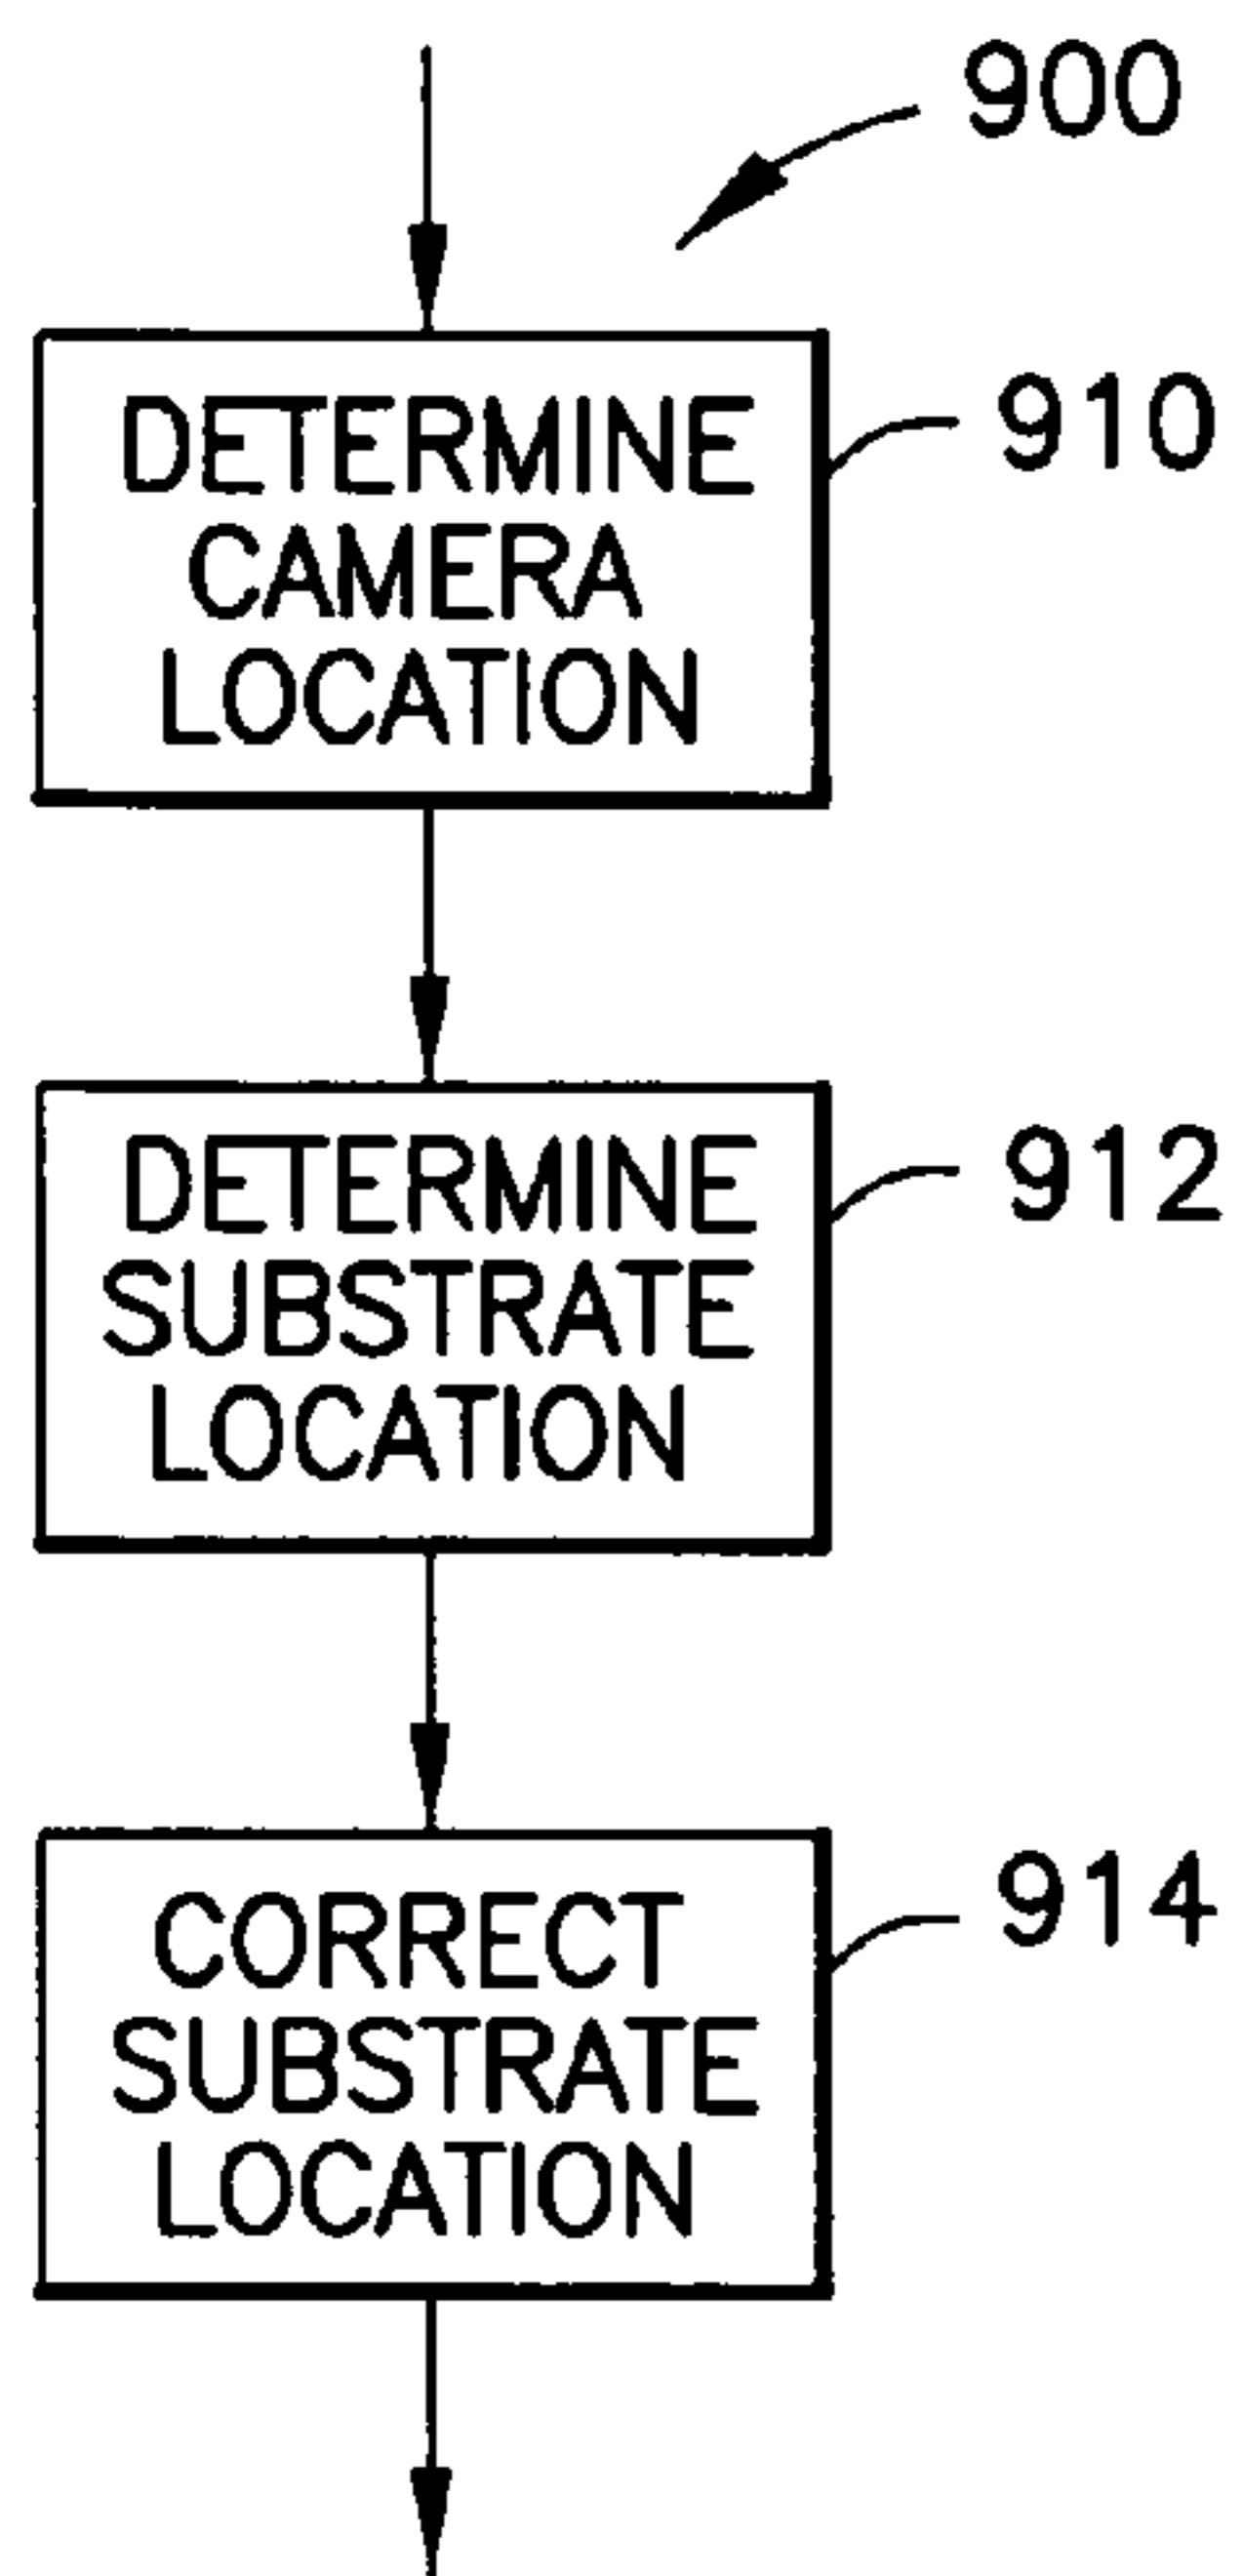 900
DETERMINE
CAMERA
LOCATION
910
DETERMINE
SUBSTRATE
LOCATION
912
CORRECT
SUBSTRATE
LOCATION
914